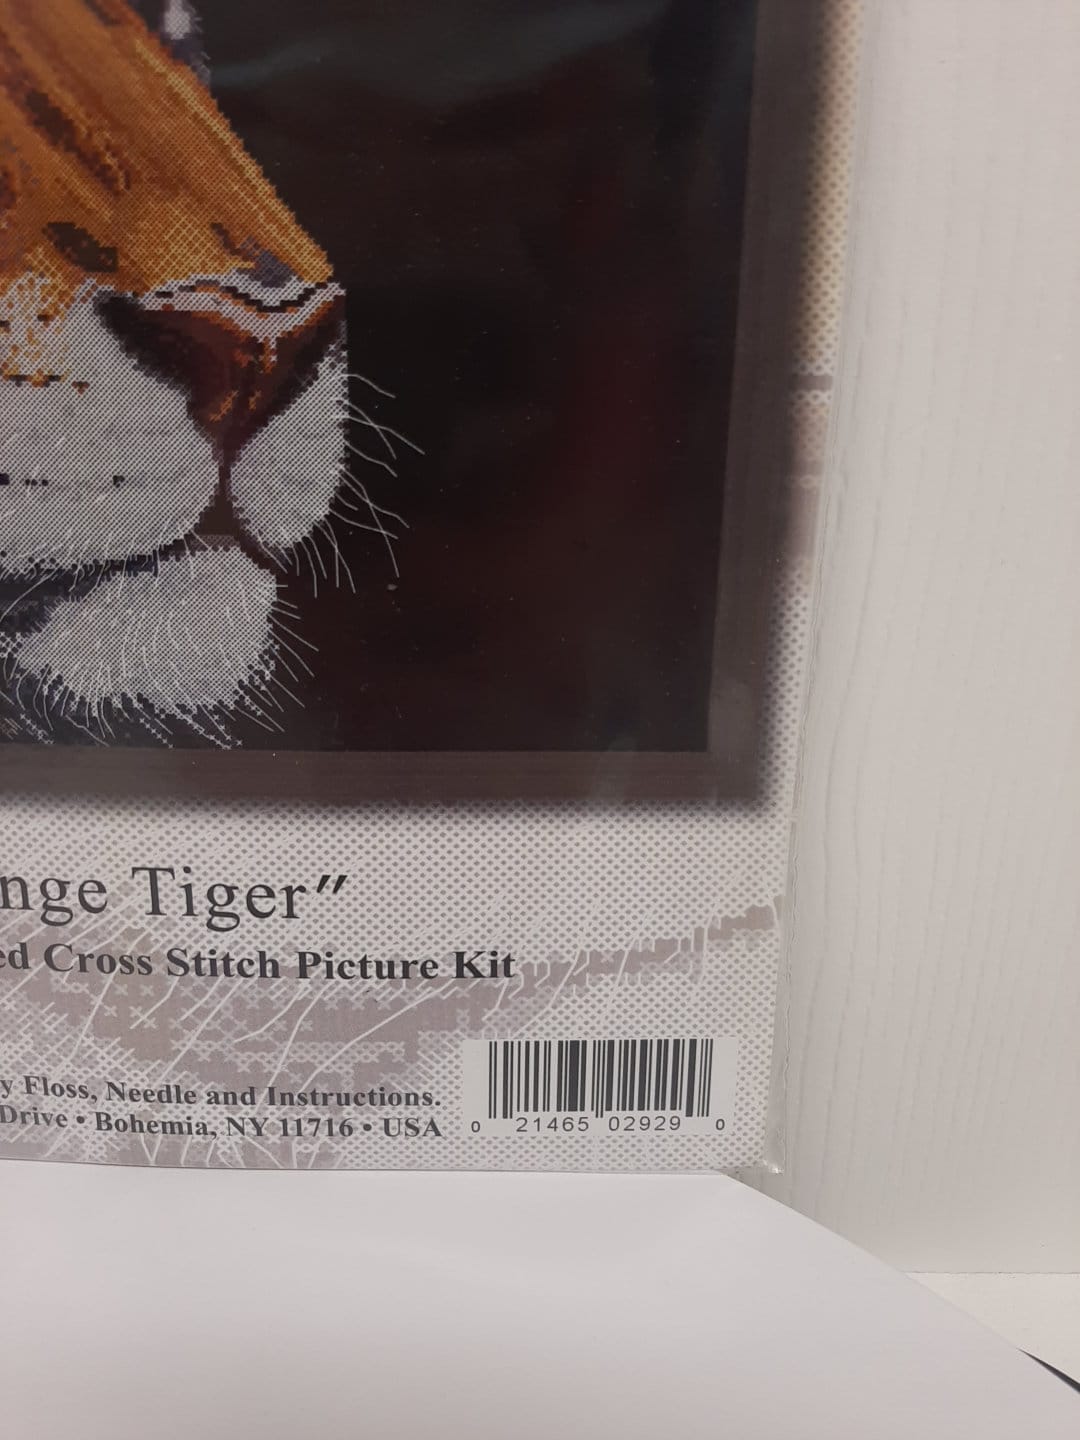 nge Tiger"
ed Cross Stitch Picture Kit
y Floss, Needle and Instructions.
Drive • Bohemia, NY 11716 • USA
0 21465 02929 0